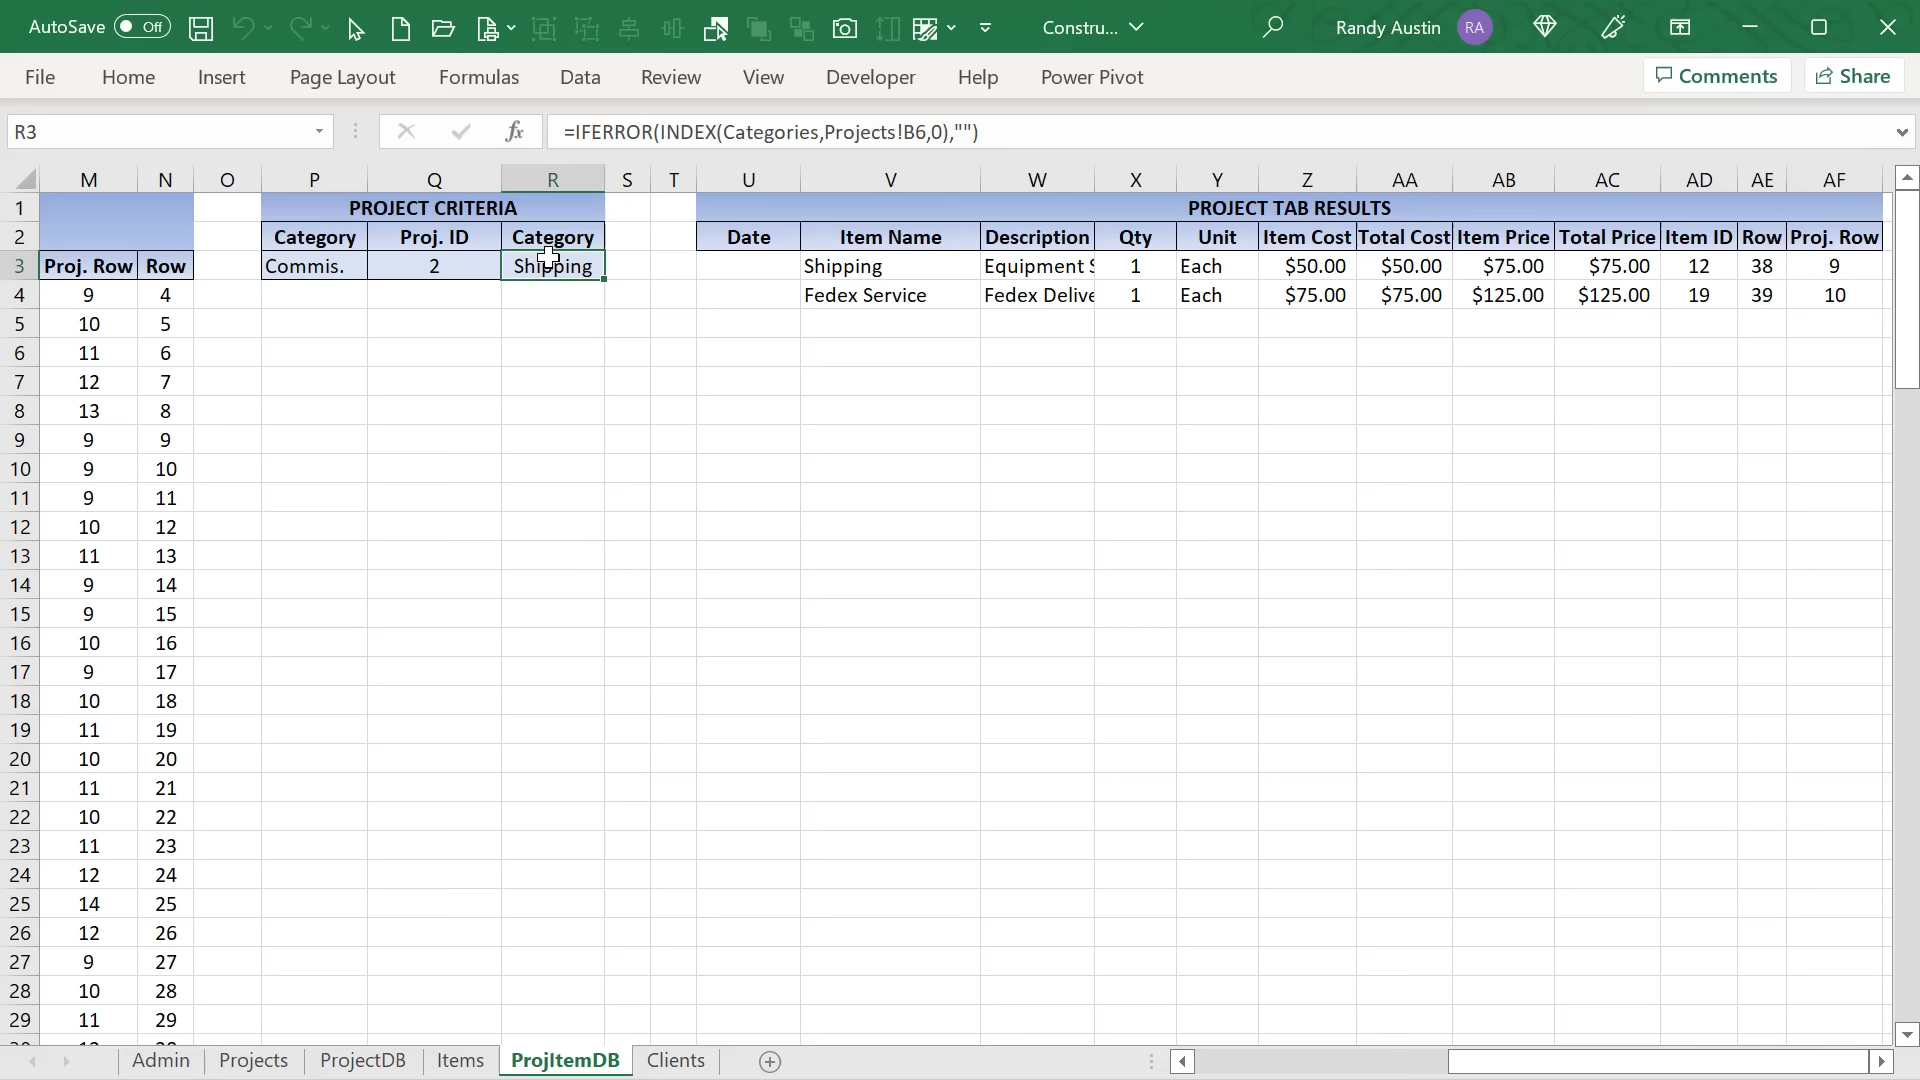 AutoSave Off Constru... Randy Austin RA
File Home Insert Page Layout Formulas Data Review View Developer Help Power Pivot Comments Share
R3 fx =IFERROR(INDEX(Categories,Projects!B6,0),"")
M N O P Q R S T U V W X Y Z AA AB AC AD AE AF
1 PROJECT CRITERIA PROJECT TAB RESULTS
2 Category Proj. ID Category Date Item Name Description Qty Unit Item Cost Total Cost Item Price Total Price Item ID Row Proj. Row
3 Proj. Row Row Commis. 2 Shipping Shipping Equipment S 1 Each $50.00 $50.00 $75.00 $75.00 12 38 9
4 9 4 Fedex Service Fedex Delive 1 Each $75.00 $75.00 $125.00 $125.00 19 39 10
5 10 5
6 11 6
7 12 7
8 13 8
9 9 9
10 9 10
11 9 11
12 10 12
13 11 13
14 9 14
15 9 15
16 10 16
17 9 17
18 10 18
19 11 19
20 10 20
21 11 21
22 10 22
23 11 23
24 12 24
25 14 25
26 12 26
27 9 27
28 10 28
29 11 29
Admin Projects ProjectDB Items ProjItemDB Clients